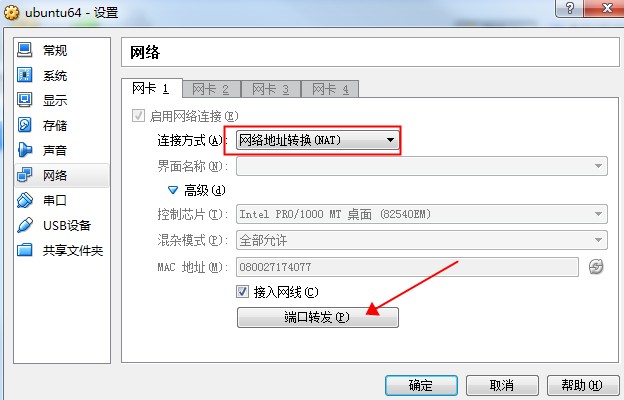 ubuntu64 - 设置
常规
系统
显示
存储
声音
网络
串口
USB设备
共享文件夹
网络
网卡 1 网卡 2 网卡 3 网卡 4
启用网络连接(E)
连接方式(A): 网络地址转换(NAT)
界面名称(N):
高级(d)
控制芯片(T): Intel PRO/1000 MT 桌面 (82540EM)
混杂模式(P): 全部允许
MAC 地址(M): 080027174077
接入网线(C)
端口转发(P)
确定 取消 帮助(H)